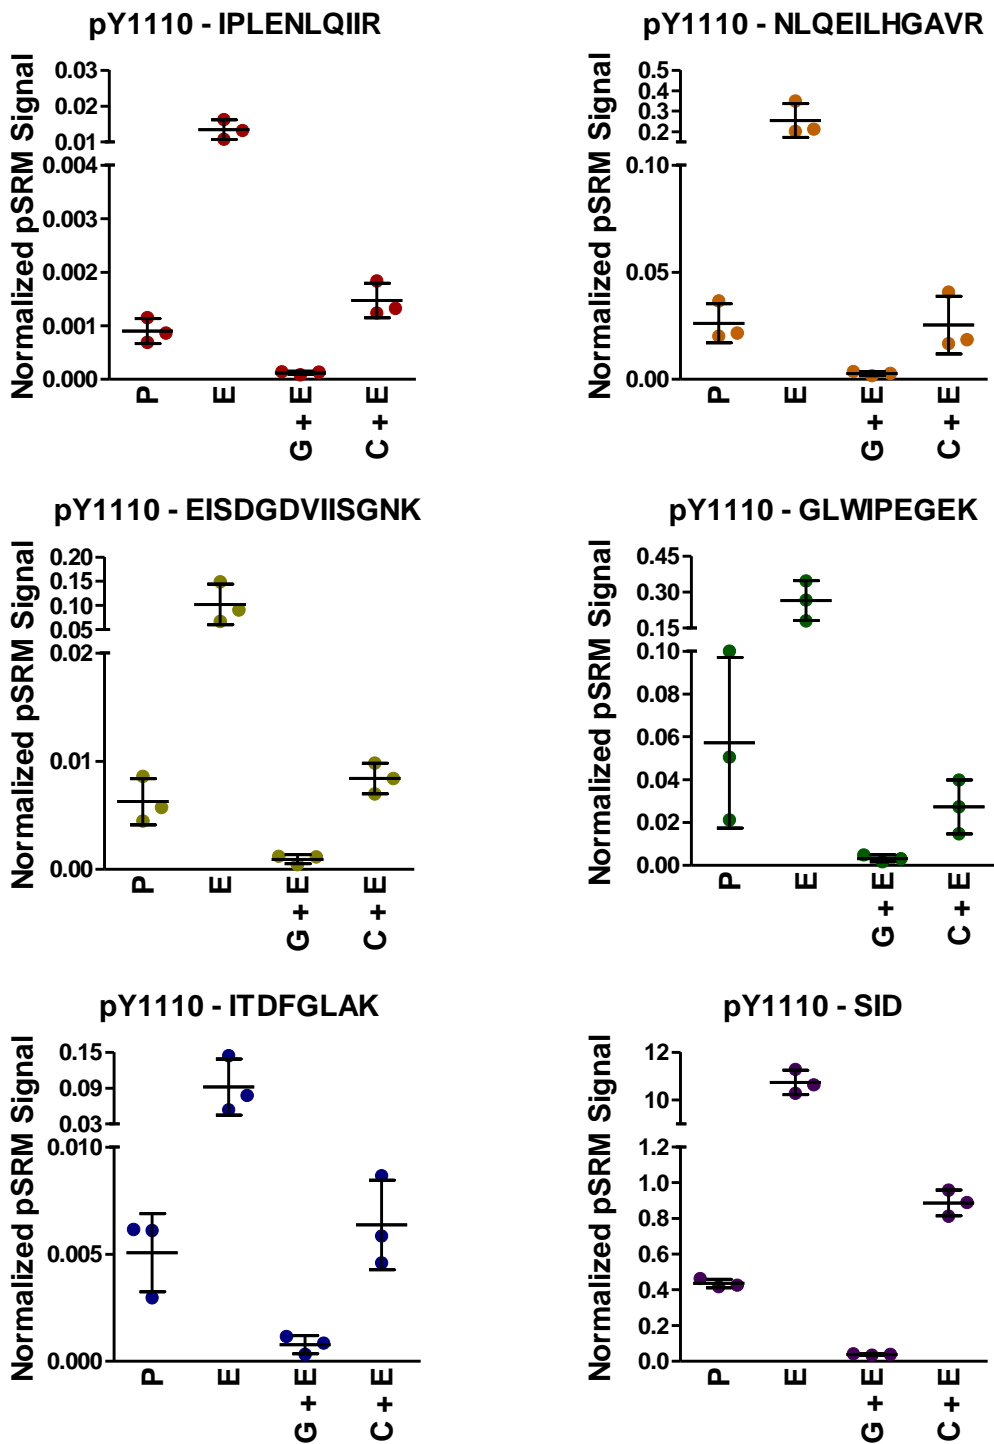 pY1110 - IPLENLQIIR
Normalized pSRM Signal
0.03
0.02
0.01
0.004
0.003
0.002
0.001
0.000
P
E
G + E
C + E
pY1110 - NLQEILHGAVR
Normalized pSRM Signal
0.5
0.4
0.3
0.2
0.10
0.05
0.00
P
E
G + E
C + E
pY1110 - EISDGDVIISGNK
Normalized pSRM Signal
0.20
0.15
0.10
0.05
0.02
0.01
0.00
P
E
G + E
C + E
pY1110 - GLWIPEGEK
Normalized pSRM Signal
0.45
0.30
0.15
0.10
0.08
0.06
0.04
0.02
0.00
P
E
G + E
C + E
pY1110 - ITDFGLAK
Normalized pSRM Signal
0.15
0.09
0.03
0.010
0.005
0.000
P
E
G + E
C + E
pY1110 - SID
Normalized pSRM Signal
12
10
1.2
1.0
0.8
0.6
0.4
0.2
0.0
P
E
G + E
C + E